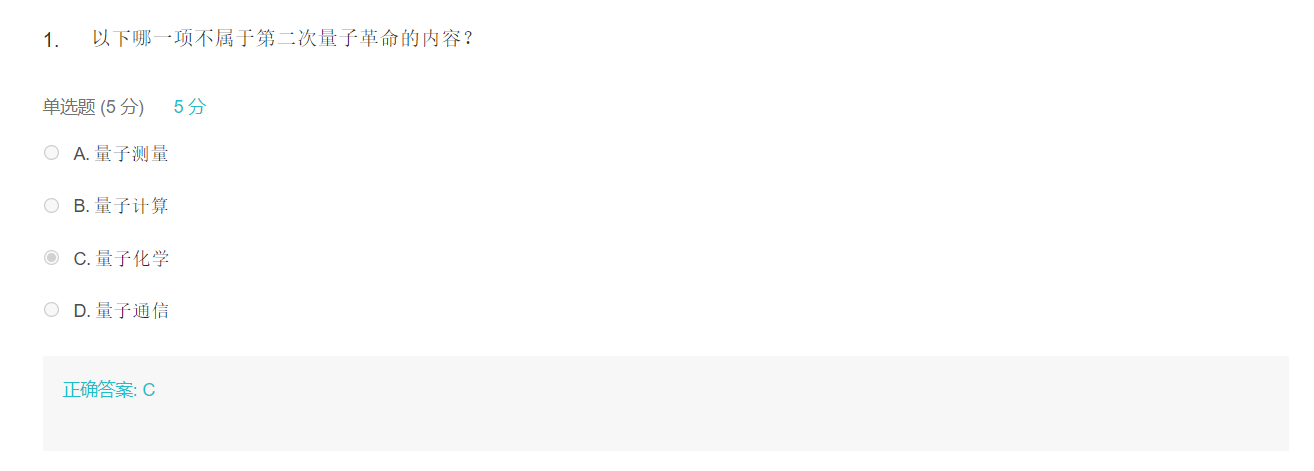 1. 以下哪一项不属于第二次量子革命的内容？
单选题 (5 分) 5 分
A. 量子测量
B. 量子计算
C. 量子化学
D. 量子通信
正确答案: C